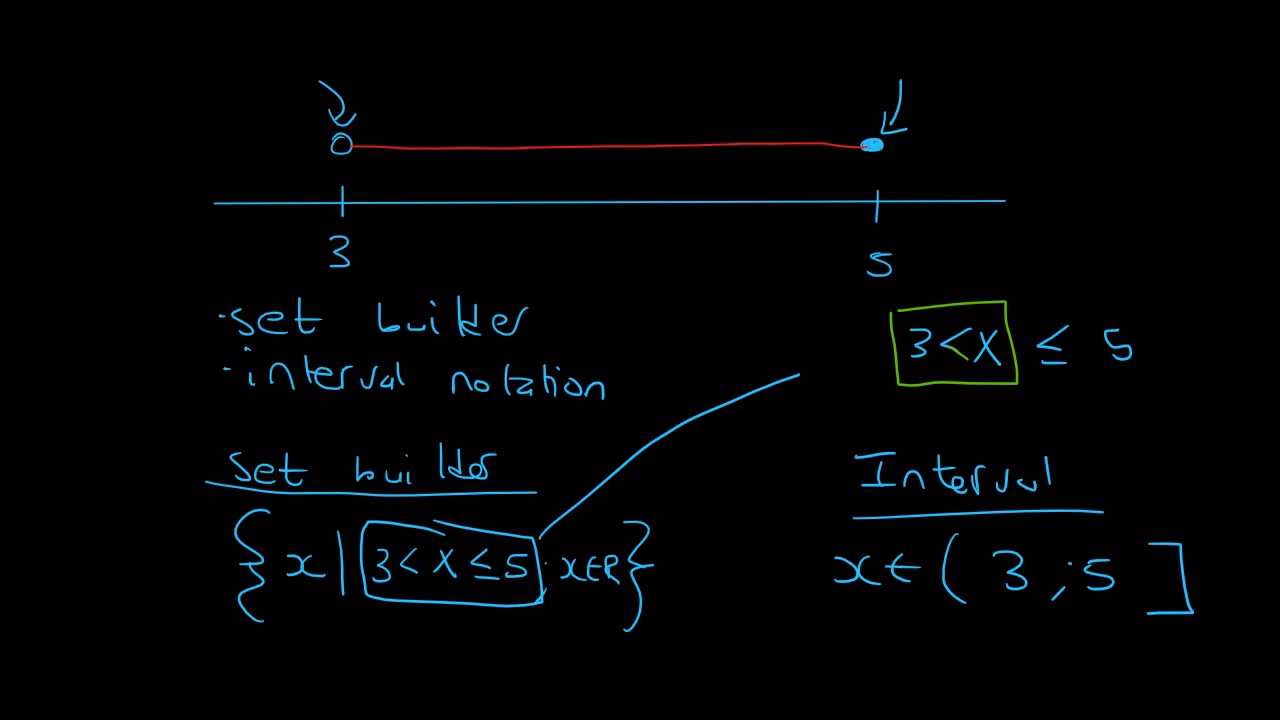 3
5
·set builder
·interval notation
3<x ≤ 5
Set builder
{x|3<x≤5; x∈R}
Interval
x∈(3;5]